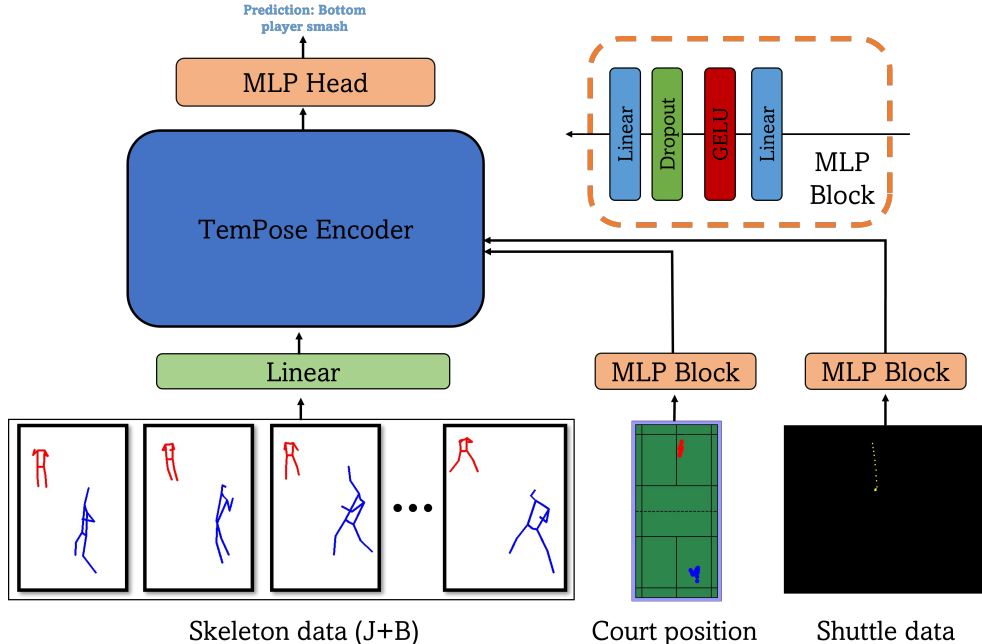 Prediction: Bottom
player smash
MLP Head
TemPose Encoder
Linear
Dropout
GELU
Linear
MLP
Block
Linear
MLP Block
MLP Block
Skeleton data (J+B)
Court position
Shuttle data